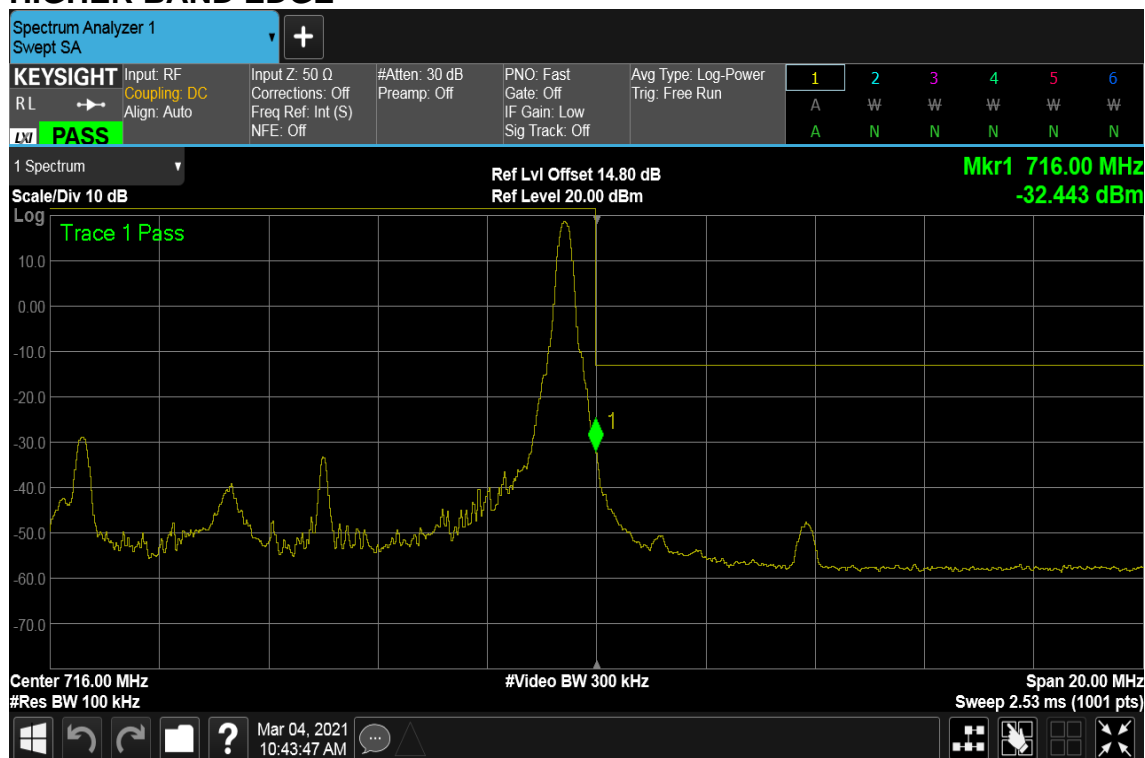 HIGHER BAND EDGE
Spectrum Analyzer 1
Swept SA
KEYSIGHT
R L
LXI
PASS
Input: RF
Coupling: DC
Align: Auto
Input Z: 50 Ω
Corrections: Off
Freq Ref: Int (S)
NFE: Off
#Atten: 30 dB
Preamp: Off
PNO: Fast
Gate: Off
IF Gain: Low
Sig Track: Off
Avg Type: Log-Power
Trig: Free Run
1 2 3 4 5 6
A W W W W W
A N N N N N
1 Spectrum
Scale/Div 10 dB
Ref Lvl Offset 14.80 dB
Ref Level 20.00 dBm
Mkr1 716.00 MHz
-32.443 dBm
Log
Trace 1 Pass
10.0
0.00
-10.0
-20.0
1
-30.0
-40.0
-50.0
-60.0
-70.0
Center 716.00 MHz
#Res BW 100 kHz
#Video BW 300 kHz
Span 20.00 MHz
Sweep 2.53 ms (1001 pts)
?
Mar 04, 2021
10:43:47 AM